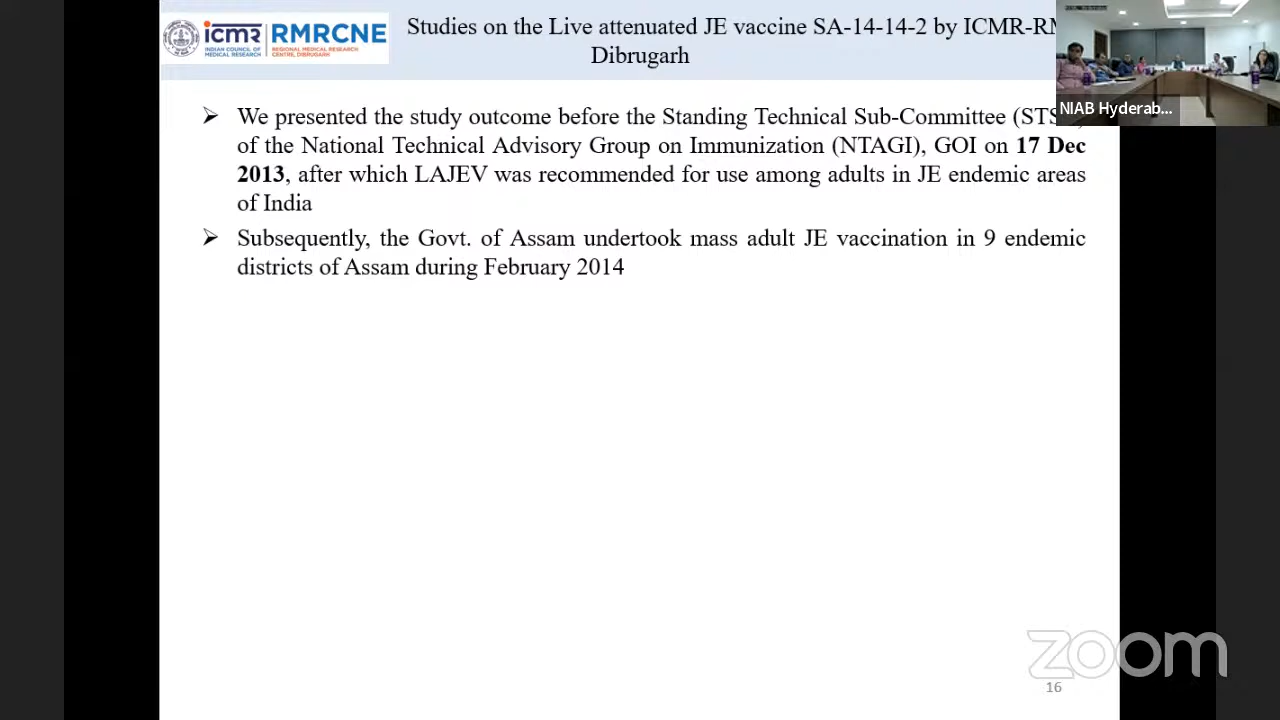 icmr
INDIAN COUNCIL OF
MEDICAL RESEARCH
RMRCNE
REGIONAL MEDICAL RESEARCH
CENTRE, DIBRUGARH
Studies on the Live attenuated JE vaccine SA-14-14-2 by ICMR-RM
Dibrugarh
NIAB Hyderab...
➢ We presented the study outcome before the Standing Technical Sub-Committee (STS
of the National Technical Advisory Group on Immunization (NTAGI), GOI on 17 Dec
2013, after which LAJEV was recommended for use among adults in JE endemic areas
of India
➢ Subsequently, the Govt. of Assam undertook mass adult JE vaccination in 9 endemic
districts of Assam during February 2014
zoom
16